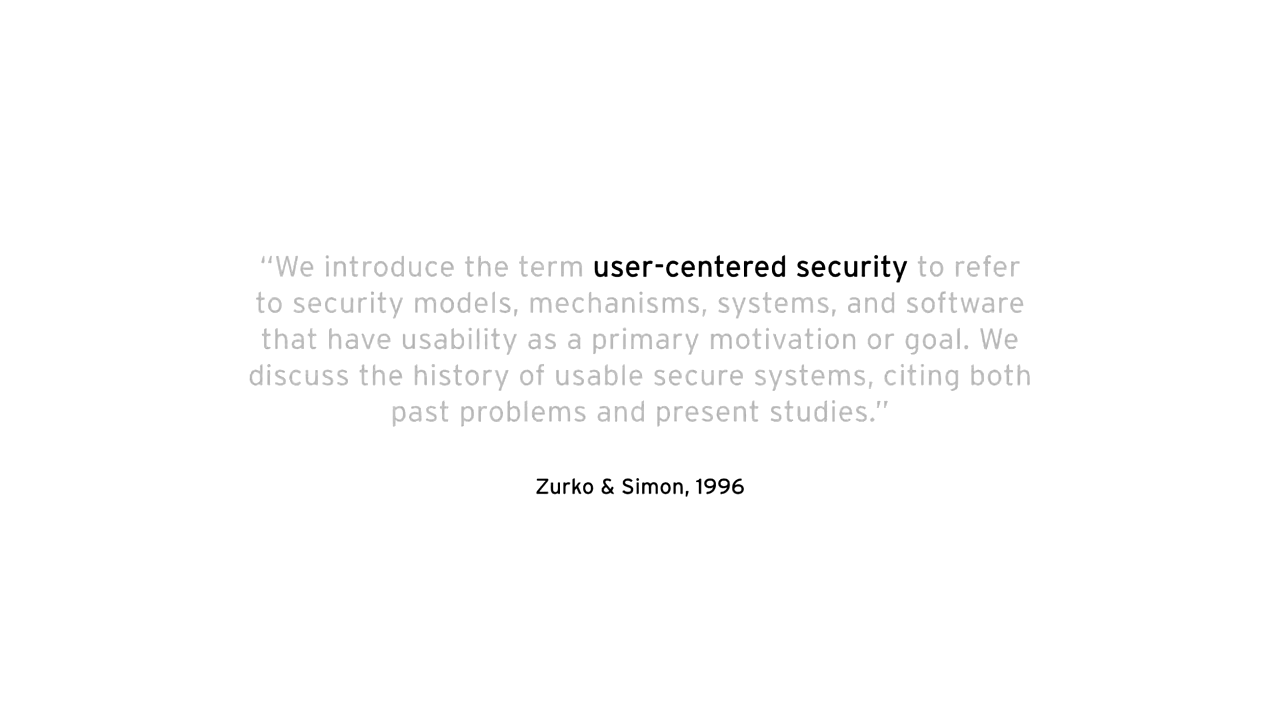 “We introduce the term user-centered security to refer
to security models, mechanisms, systems, and software
that have usability as a primary motivation or goal. We
discuss the history of usable secure systems, citing both
past problems and present studies.”
Zurko & Simon, 1996